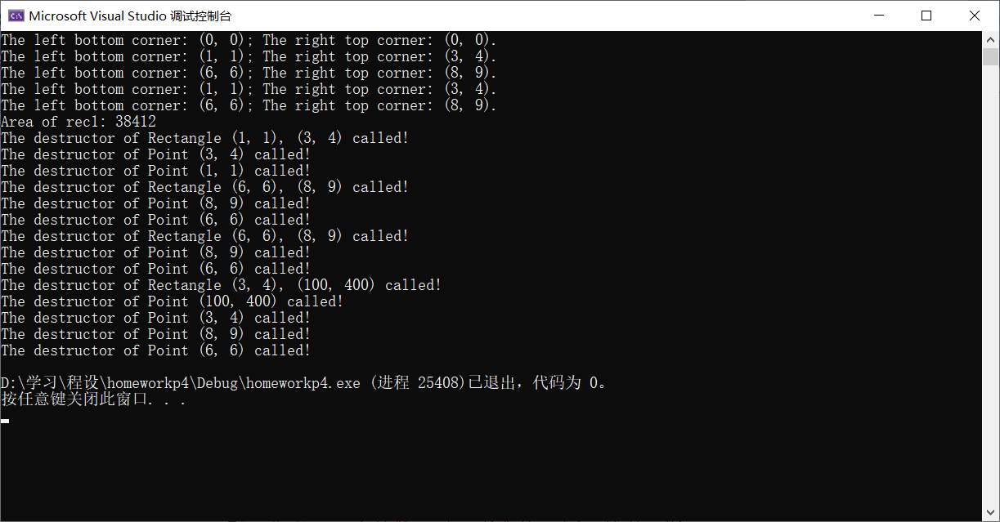 Microsoft Visual Studio 调试控制台
The left bottom corner: (0, 0); The right top corner: (0, 0).
The left bottom corner: (1, 1); The right top corner: (3, 4).
The left bottom corner: (6, 6); The right top corner: (8, 9).
The left bottom corner: (1, 1); The right top corner: (3, 4).
The left bottom corner: (6, 6); The right top corner: (8, 9).
Area of rec1: 38412
The destructor of Rectangle (1, 1), (3, 4) called!
The destructor of Point (3, 4) called!
The destructor of Point (1, 1) called!
The destructor of Rectangle (6, 6), (8, 9) called!
The destructor of Point (8, 9) called!
The destructor of Point (6, 6) called!
The destructor of Rectangle (6, 6), (8, 9) called!
The destructor of Point (8, 9) called!
The destructor of Point (6, 6) called!
The destructor of Rectangle (3, 4), (100, 400) called!
The destructor of Point (100, 400) called!
The destructor of Point (3, 4) called!
The destructor of Point (8, 9) called!
The destructor of Point (6, 6) called!
D:\学习\程设\homeworkp4\Debug\homeworkp4.exe (进程 25408)已退出，代码为 0。
按任意键关闭此窗口. . .